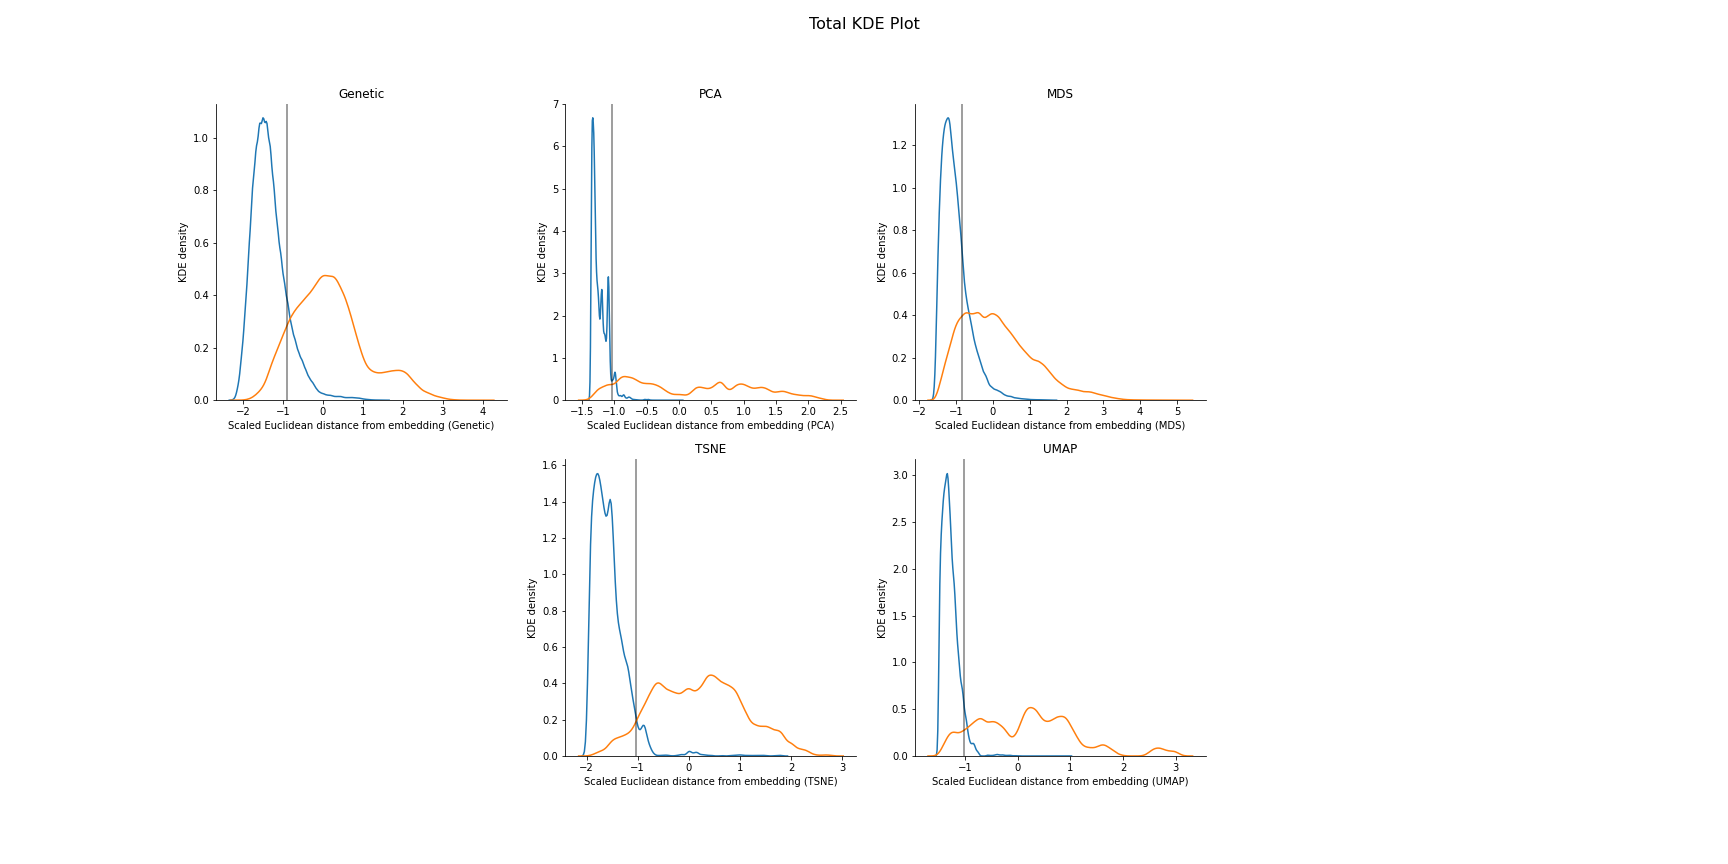 Total KDE Plot
Genetic
PCA
MDS
KDE density
1.0
0.8
0.6
0.4
0.2
0.0
−2 −1 0 1 2 3 4
Scaled Euclidean distance from embedding (Genetic)
KDE density
7
6
5
4
3
2
1
0
−1.5 −1.0 −0.5 0.0 0.5 1.0 1.5 2.0 2.5
Scaled Euclidean distance from embedding (PCA)
KDE density
1.2
1.0
0.8
0.6
0.4
0.2
0.0
−2 −1 0 1 2 3 4 5
Scaled Euclidean distance from embedding (MDS)
TSNE
UMAP
KDE density
1.6
1.4
1.2
1.0
0.8
0.6
0.4
0.2
0.0
−2 −1 0 1 2 3
Scaled Euclidean distance from embedding (TSNE)
KDE density
3.0
2.5
2.0
1.5
1.0
0.5
0.0
−1 0 1 2 3
Scaled Euclidean distance from embedding (UMAP)